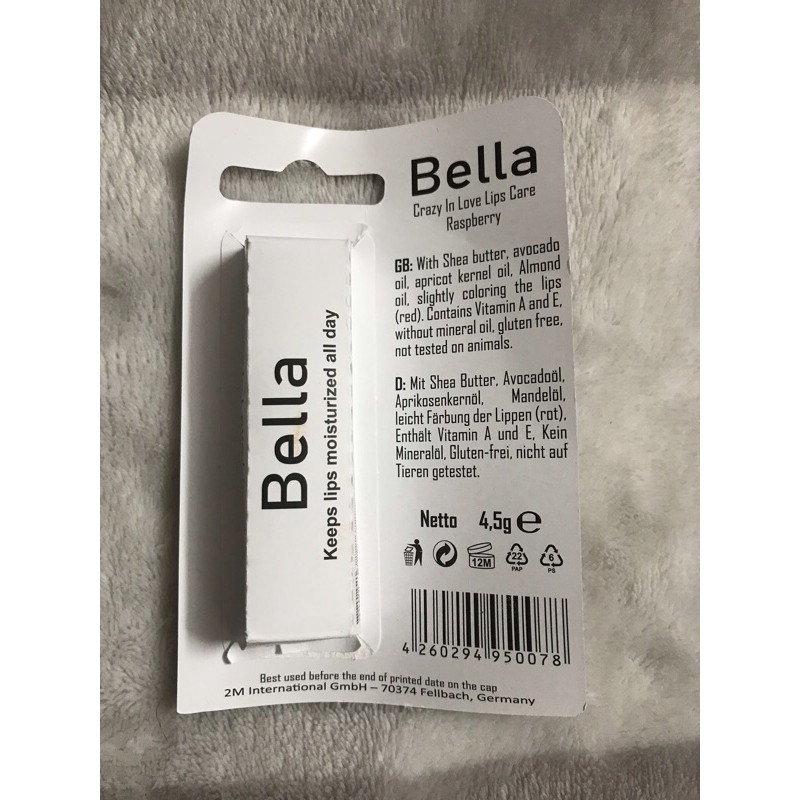 Bella
Crazy In Love Lips Care
Raspberry
GB: With Shea butter, avocado
oil, apricot kernel oil, Almond
oil, slightly coloring the lips
(red). Contains Vitamin A and E,
without mineral oil, gluten free,
not tested on animals.
D: Mit Shea Butter, Avocadoöl,
Aprikosenkernöl, Mandelöl,
leicht Färbung der Lippen (rot).
Enthält Vitamin A und E, Kein
Mineralöl, Gluten-frei, nicht auf
Tieren getestet.
Netto 4,5g e
12M
22
PAP
6
PS
4 260294 950078
Bella
Keeps lips moisturized all day
Best used before the end of printed date on the cap
2M International GmbH – 70374 Fellbach, Germany